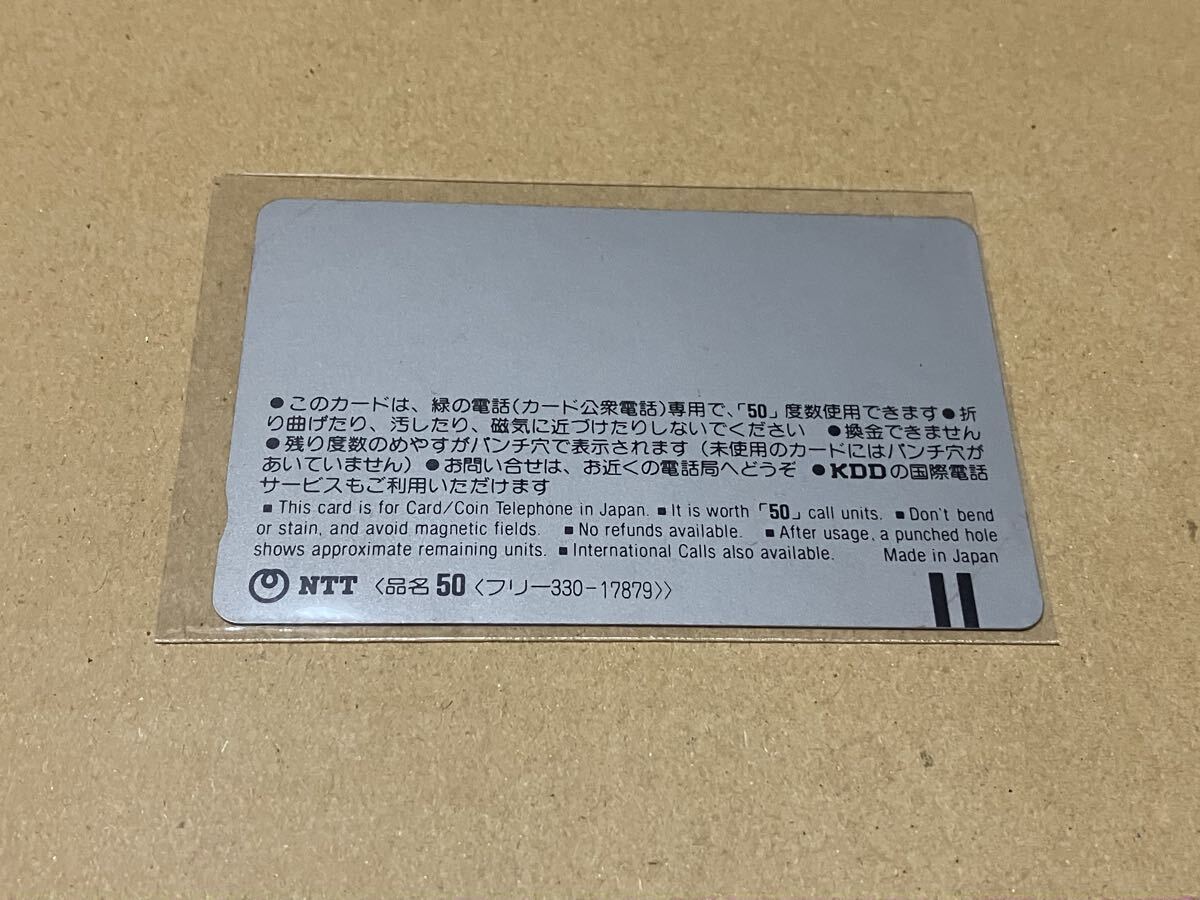 ●このカードは、緑の電話(カード公衆電話)専用で、「50」度数使用できます●折
り曲げたり、汚したり、磁気に近づけたりしないでください ●換金できません
●残り度数のめやすがパンチ穴で表示されます(未使用のカードにはパンチ穴が
あいていません)●お問い合せは、お近くの電話局へどうぞ ●KDDの国際電話
サービスもご利用いただけます
■ This card is for Card/Coin Telephone in Japan. ■ It is worth「50」call units. ■ Don't bend
or stain, and avoid magnetic fields. ■ No refunds available. ■ After usage, a punched hole
shows approximate remaining units. ■ International Calls also available. Made in Japan
NTT 〈品名50〈フリー330-17879〉〉